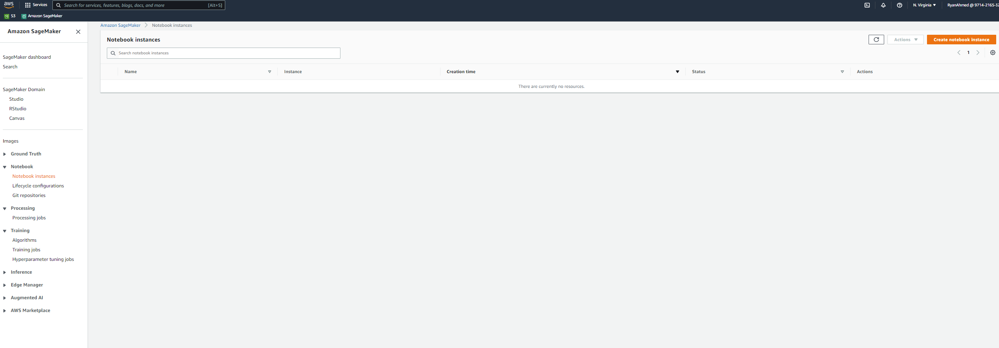 aws
Services
Search for services, features, blogs, docs, and more [Alt+S]
N. Virginia
RyanAhmed @ 9714-2165-32
S3
Amazon SageMaker
Amazon SageMaker
SageMaker dashboard
Search
SageMaker Domain
Studio
RStudio
Canvas
Images
Ground Truth
Notebook
Notebook instances
Lifecycle configurations
Git repositories
Processing
Processing jobs
Training
Algorithms
Training jobs
Hyperparameter tuning jobs
Inference
Edge Manager
Augmented AI
AWS Marketplace
Amazon SageMaker > Notebook instances
Notebook instances
Actions
Create notebook instance
Search notebook instances
1
Name Instance Creation time Status Actions
There are currently no resources.